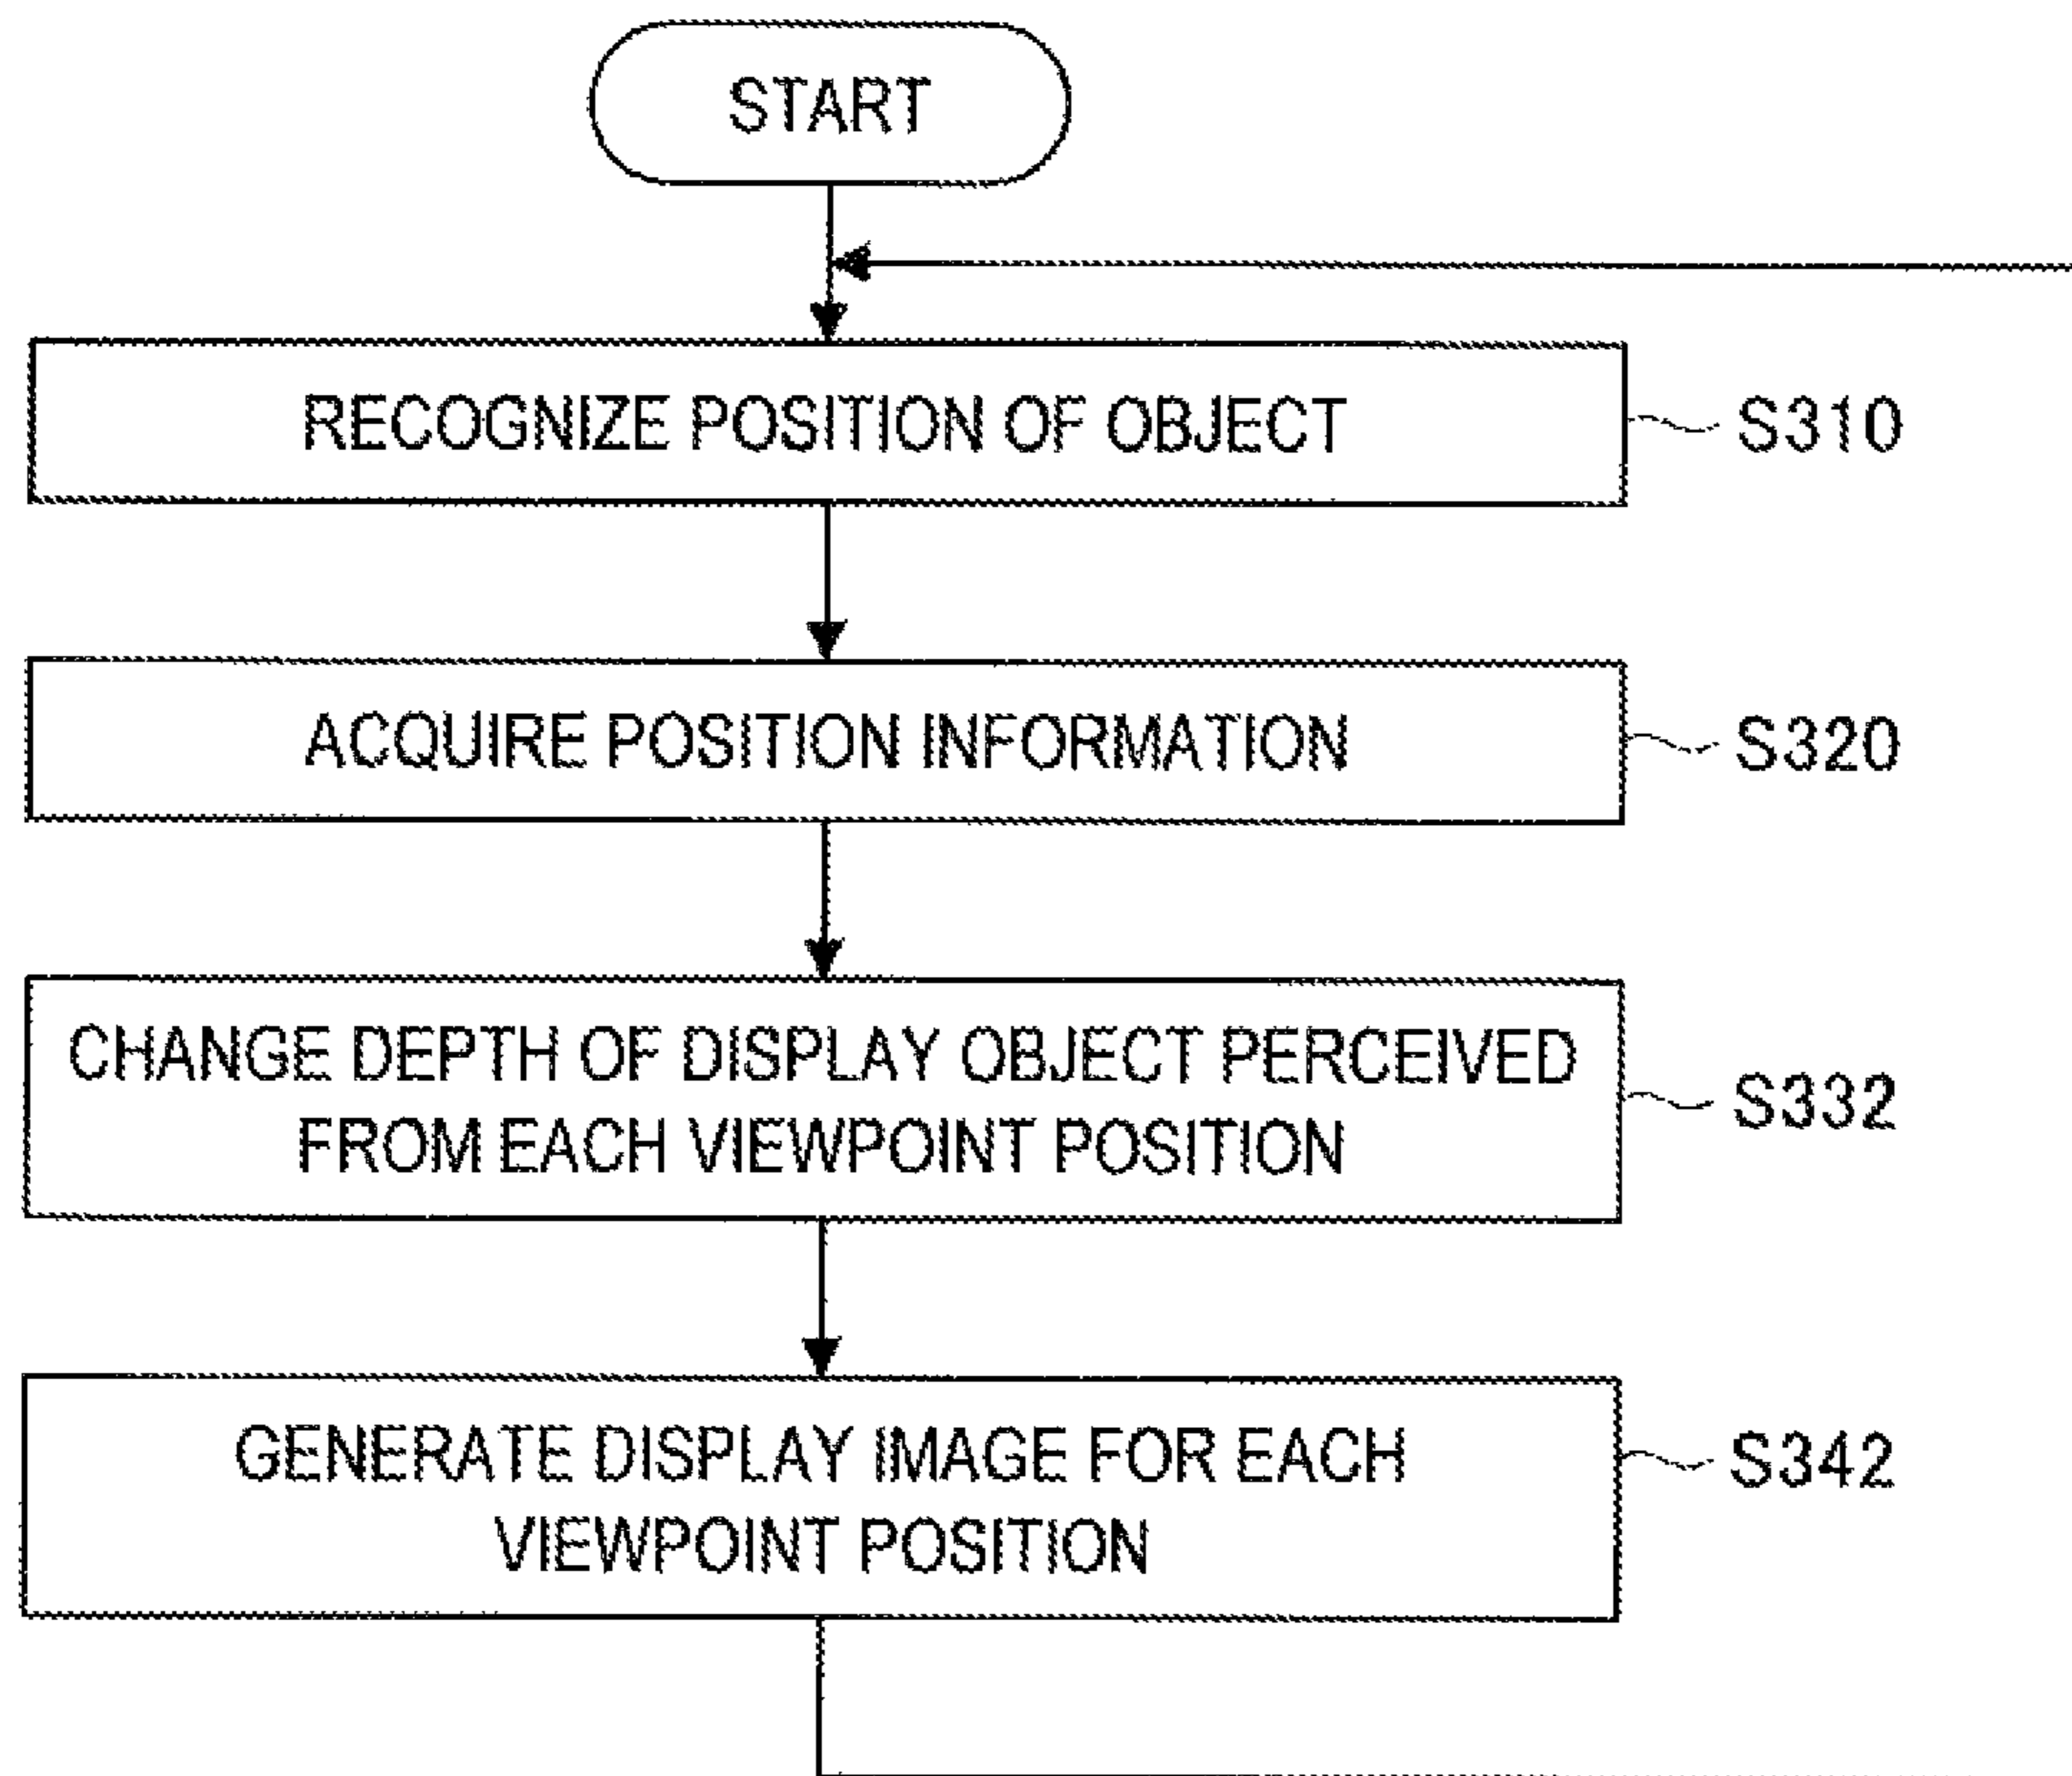 START
RECOGNIZE POSITION OF OBJECT
S310
ACQUIRE POSITION INFORMATION
S320
CHANGE DEPTH OF DISPLAY OBJECT PERCEIVED
FROM EACH VIEWPOINT POSITION
S332
GENERATE DISPLAY IMAGE FOR EACH
VIEWPOINT POSITION
S342